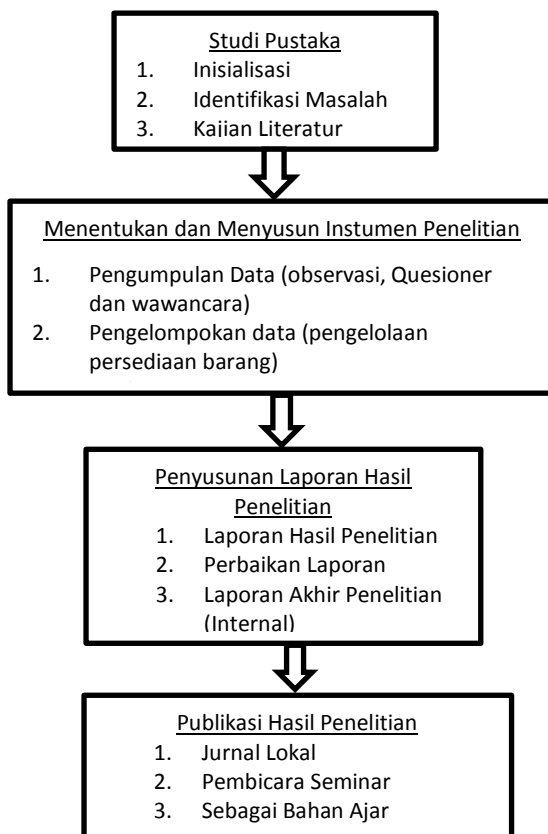 Studi Pustaka
1. Inisialisasi
2. Identifikasi Masalah
3. Kajian Literatur
Menentukan dan Menyusun Instumen Penelitian
1. Pengumpulan Data (observasi, Quesioner
dan wawancara)
2. Pengelompokan data (pengelolaan
persediaan barang)
Penyusunan Laporan Hasil
Penelitian
1. Laporan Hasil Penelitian
2. Perbaikan Laporan
3. Laporan Akhir Penelitian
(Internal)
Publikasi Hasil Penelitian
1. Jurnal Lokal
2. Pembicara Seminar
3. Sebagai Bahan Ajar